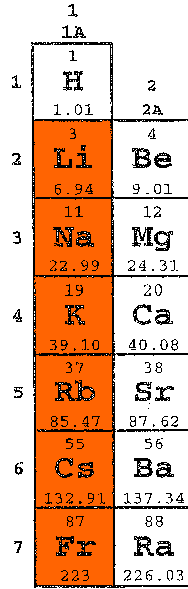 1
1A
1
1 H 2
1.01 2A
3 4
2 Li Be
6.94 9.01
11 12
3 Na Mg
22.99 24.31
19 20
4 K Ca
39.10 40.08
37 38
5 Rb Sr
85.47 87.62
55 56
6 Cs Ba
132.91 137.34
87 88
7 Fr Ra
223 226.03